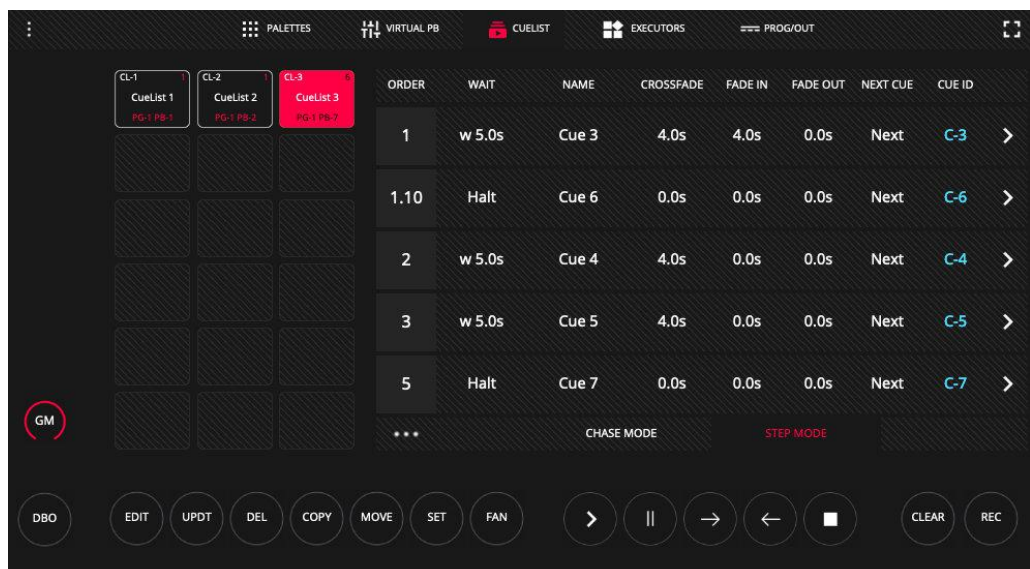 PALETTES VIRTUAL PB CUELIST EXECUTORS PROG/OUT
CL-1 1 CL-2 1 CL-3 6
CueList 1 CueList 2 CueList 3
PG-1 PB-1 PG-1 PB-2 PG-1 PB-7
ORDER WAIT NAME CROSSFADE FADE IN FADE OUT NEXT CUE CUE ID
1 w 5.0s Cue 3 4.0s 4.0s 0.0s Next C-3
1.10 Halt Cue 6 0.0s 0.0s 0.0s Next C-6
2 w 5.0s Cue 4 4.0s 0.0s 0.0s Next C-4
3 w 5.0s Cue 5 4.0s 0.0s 0.0s Next C-5
5 Halt Cue 7 0.0s 0.0s 0.0s Next C-7
GM
CHASE MODE STEP MODE
DBO EDIT UPDT DEL COPY MOVE SET FAN CLEAR REC